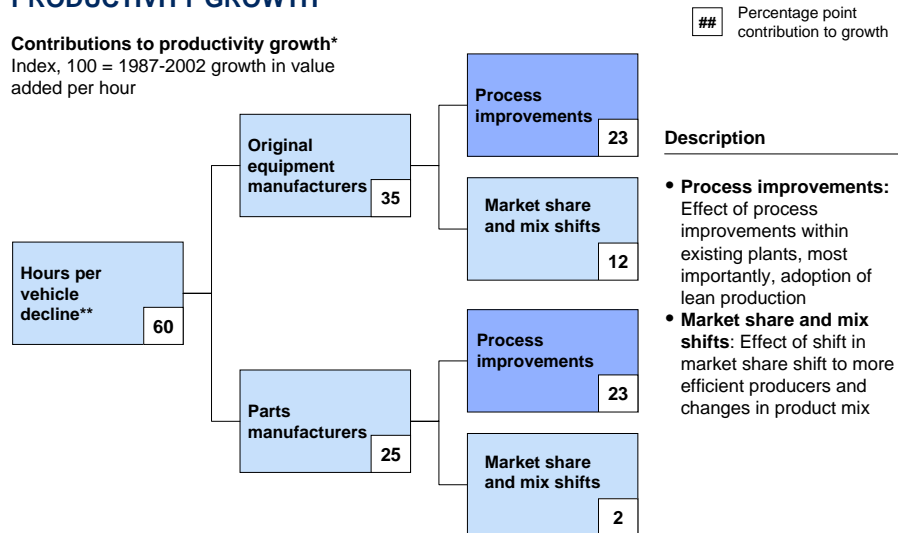 PRODUCTIVITY GROWTH
##
Percentage point
contribution to growth
Contributions to productivity growth*
Index, 100 = 1987-2002 growth in value
added per hour
Hours per
vehicle
decline**
60
Original
equipment
manufacturers
35
Process
improvements
23
Market share
and mix shifts
12
Parts
manufacturers
25
Process
improvements
23
Market share
and mix shifts
2
Description
• Process improvements:
Effect of process
improvements within
existing plants, most
importantly, adoption of
lean production
• Market share and mix
shifts: Effect of shift in
market share shift to more
efficient producers and
changes in product mix